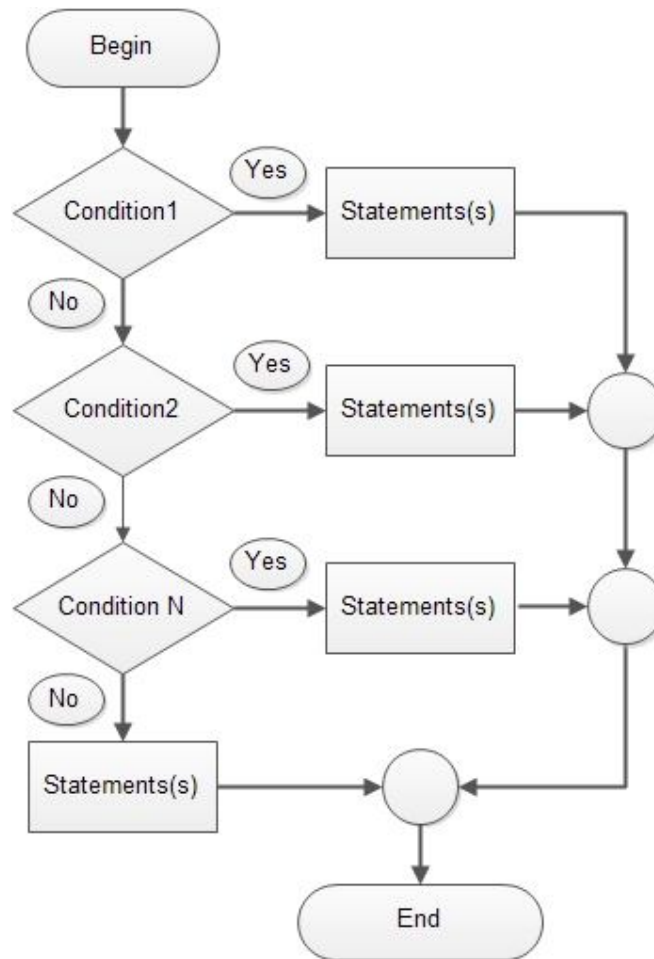 Begin
Condition1
Yes
Statements(s)
No
Condition2
Yes
Statements(s)
No
Condition N
Yes
Statements(s)
No
Statements(s)
End